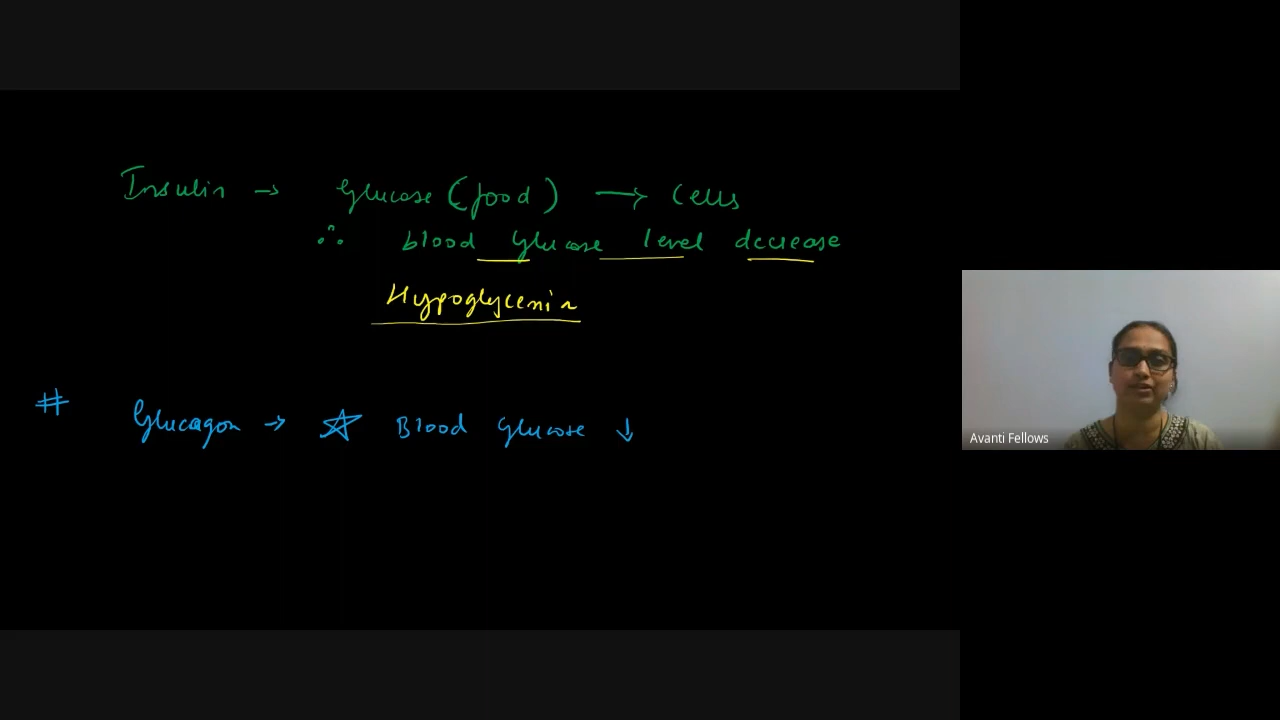 Insulin → Glucose (food) → Cells
∴ blood glucose level decrease
Hypoglycemia
# Glucagon → ☆ Blood glucose ↓
Avanti Fellows